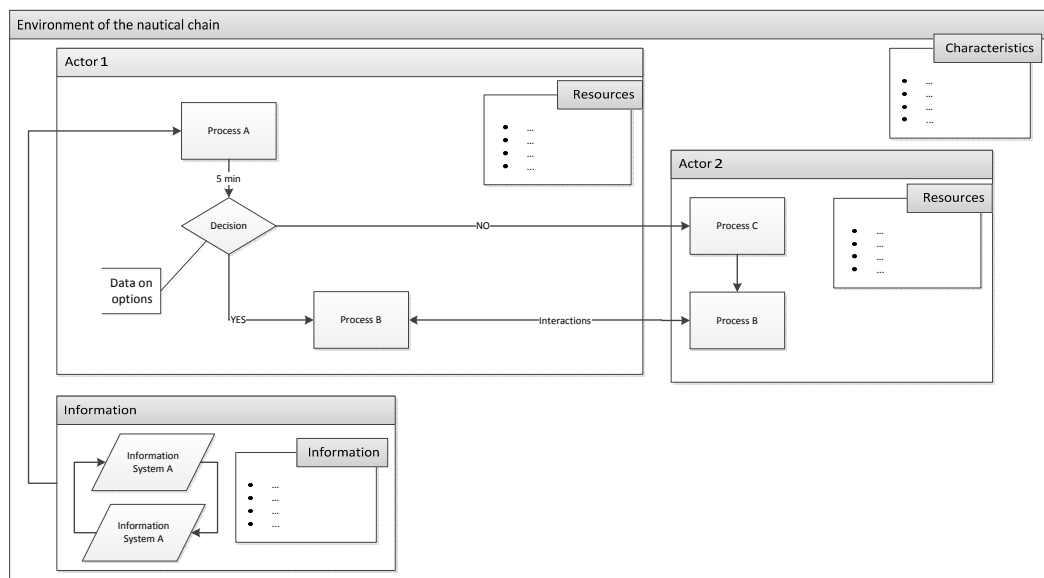 Environment of the nautical chain
Characteristics
• ...
• ...
• ...
• ...
Actor 1
Resources
• ...
• ...
• ...
• ...
Process A
5 min
Decision
NO
Data on
options
YES
Process B
Interactions
Actor 2
Resources
• ...
• ...
• ...
• ...
Process C
Process B
Information
Information
System A
Information
System A
Information
• ...
• ...
• ...
• ...